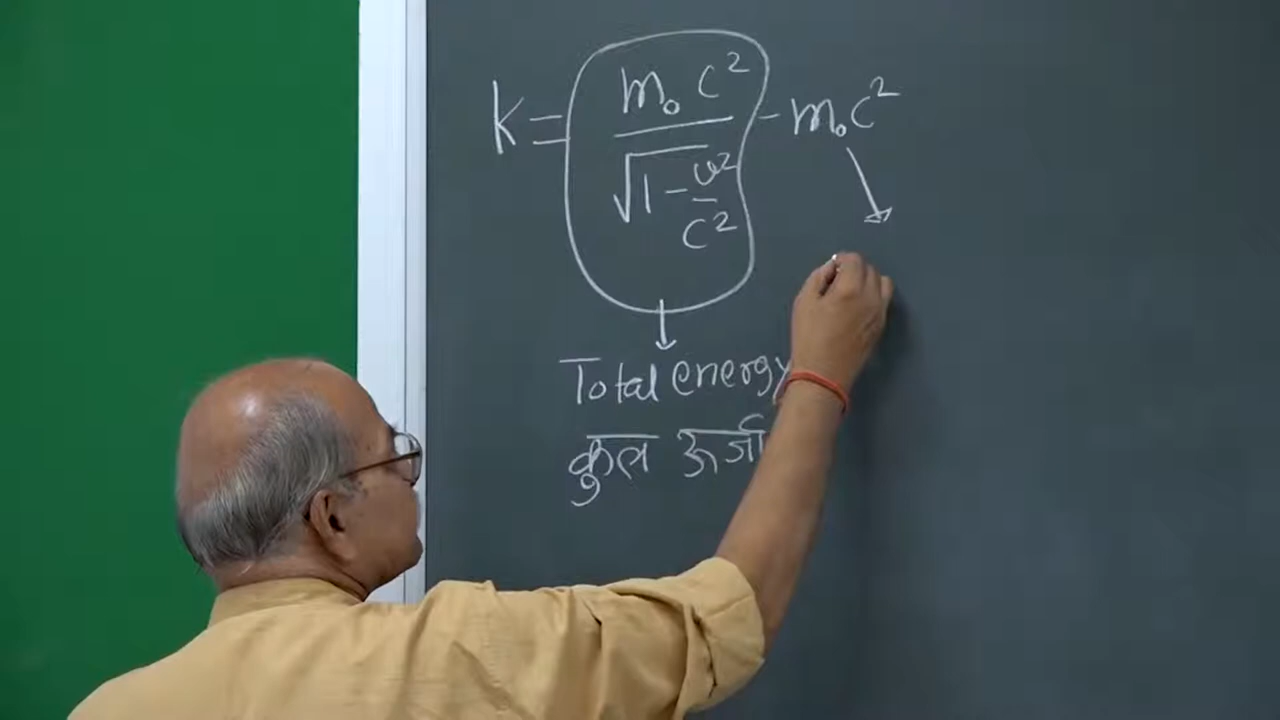 K = m₀c² / √(1 - v²/c²) - m₀c²
Total energy
कुल ऊर्जा